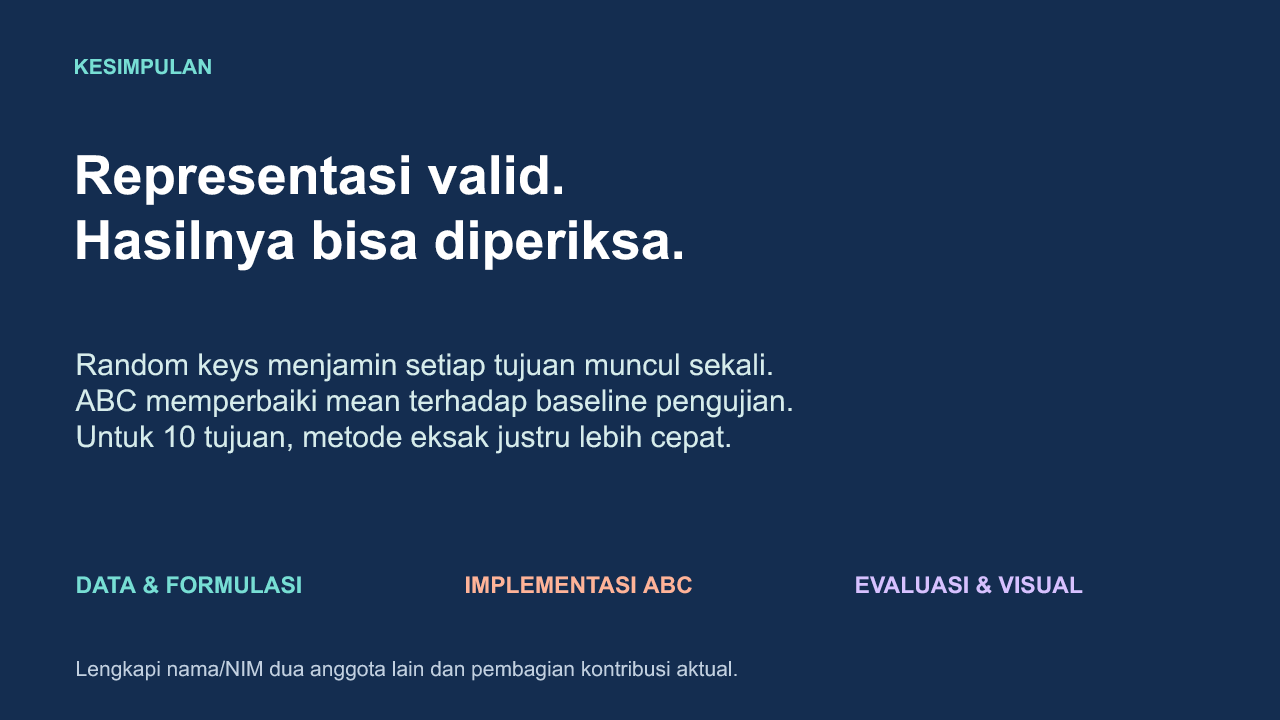 KESIMPULAN
Representasi valid.
Hasilnya bisa diperiksa.
Random keys menjamin setiap tujuan muncul sekali.
ABC memperbaiki mean terhadap baseline pengujian.
Untuk 10 tujuan, metode eksak justru lebih cepat.
DATA & FORMULASI
IMPLEMENTASI ABC
EVALUASI & VISUAL
Lengkapi nama/NIM dua anggota lain dan pembagian kontribusi aktual.